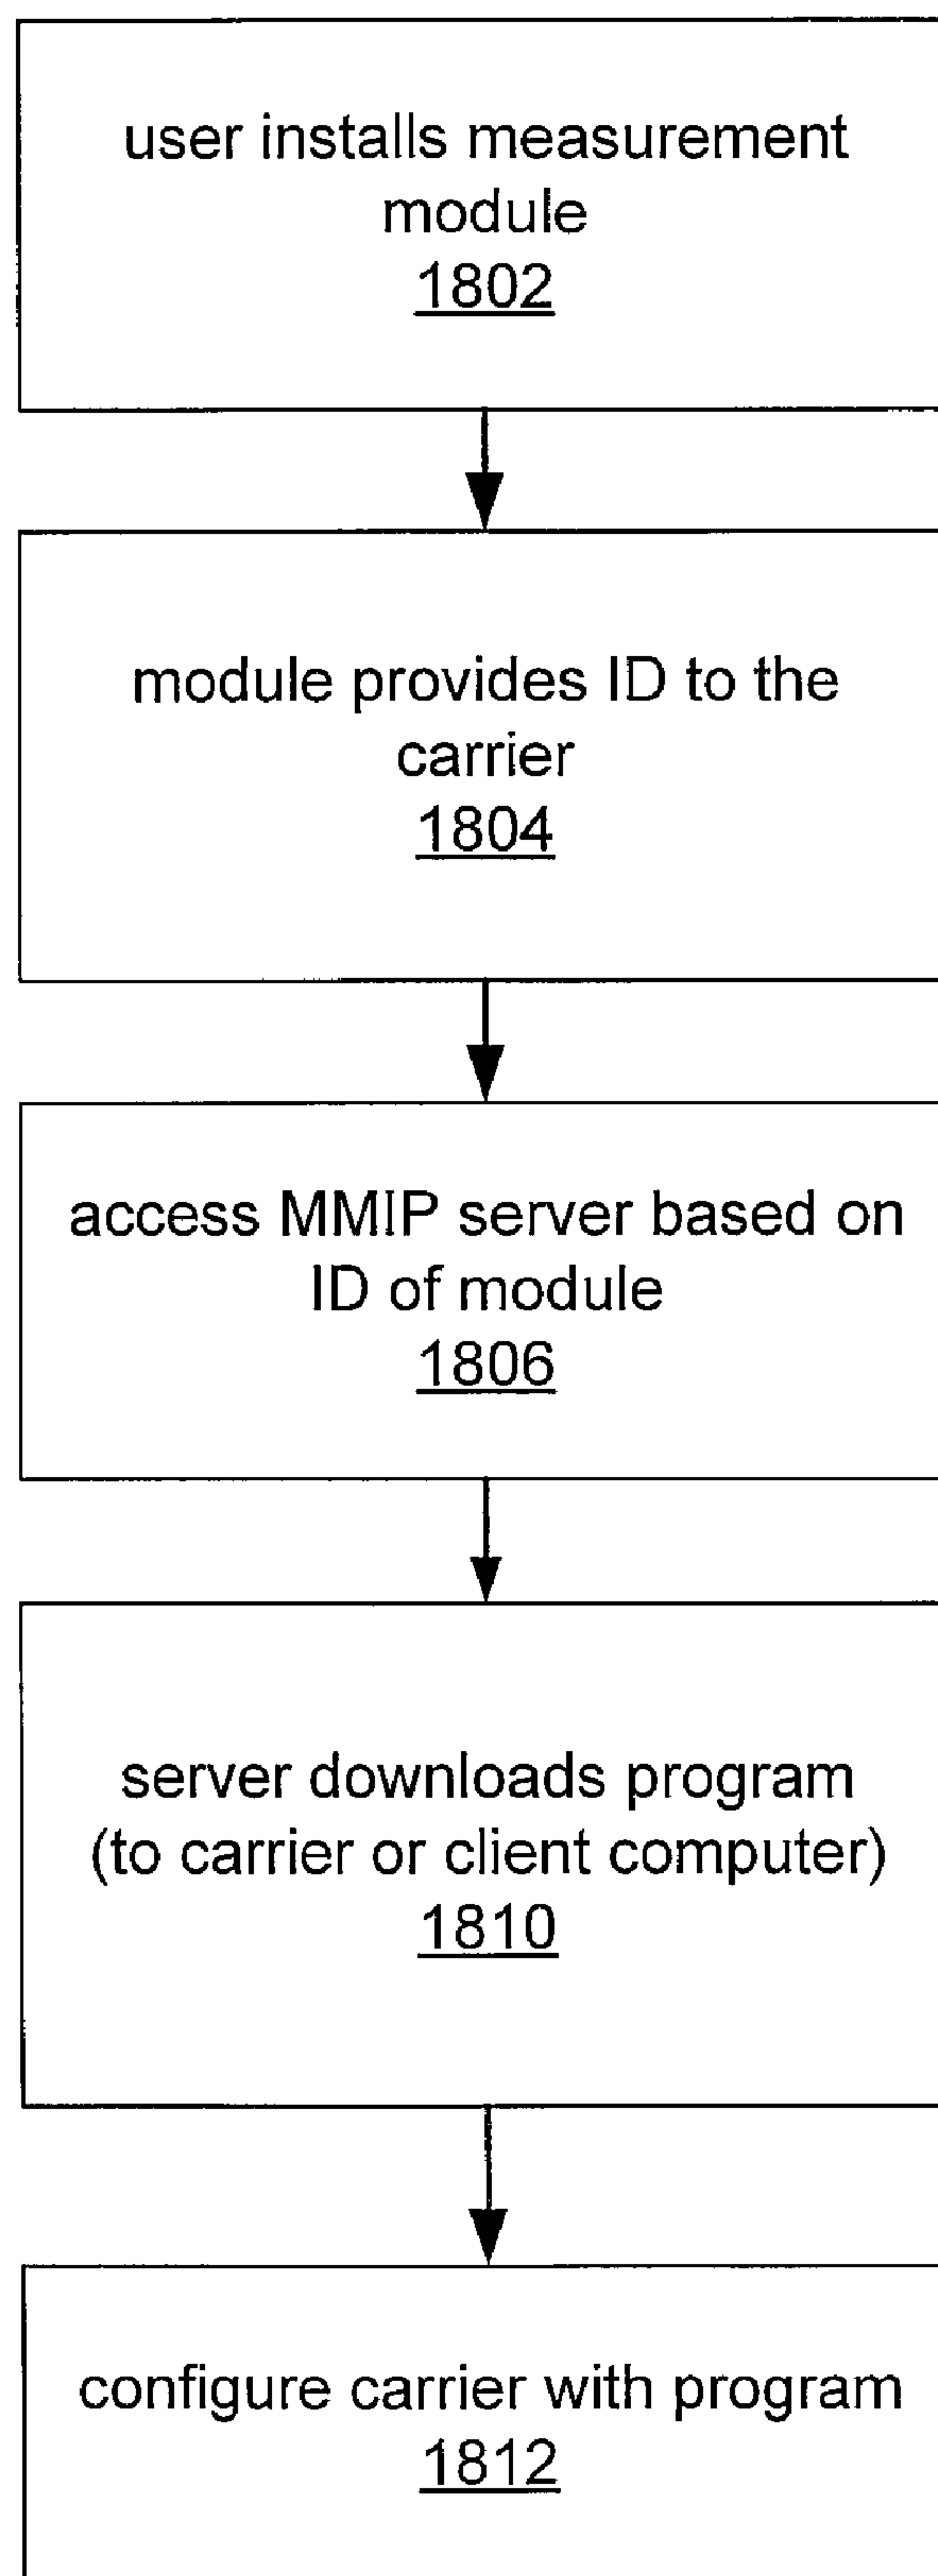 user installs measurement
module
1802
module provides ID to the
carrier
1804
access MMIP server based on
ID of module
1806
server downloads program
(to carrier or client computer)
1810
configure carrier with program
1812